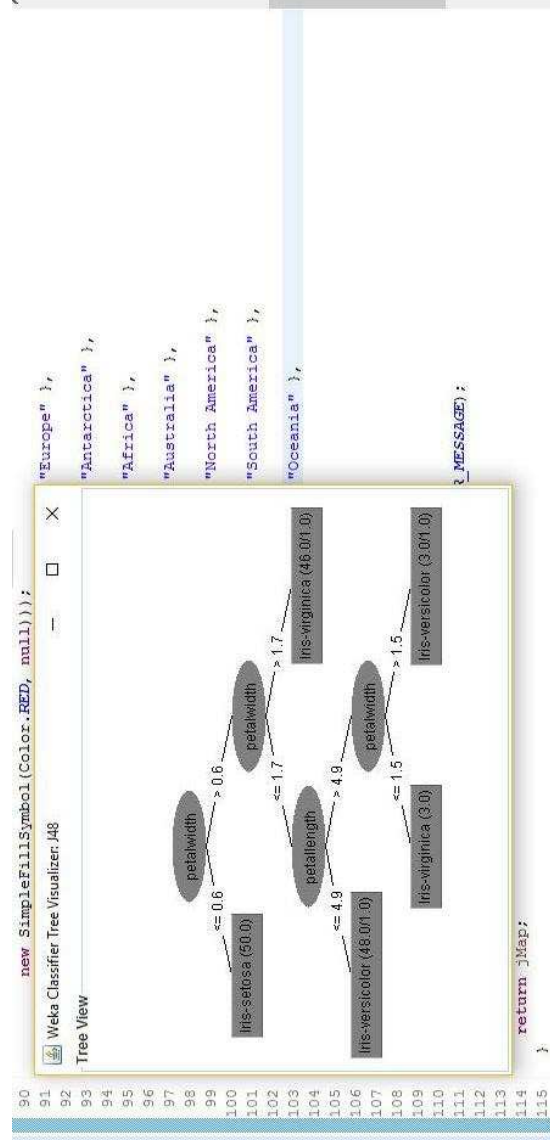 90 new SimpleFillSymbol(Color.RED, null)));
91 "Europe" },
92
93 "Antarctica" },
94
95 "Africa" },
96
97 "Australia" },
98
99 "North America" },
100
101 "South America" },
102
103 "Oceania" },
104
105
106
107
108
109
110
111 R_MESSAGE);
112
113
114 return jMap;
115 }
Weka Classifier Tree Visualizer: J48
Tree View
petalwidth
<= 0.6 > 0.6
Iris-setosa (50.0) petalwidth
<= 1.7 > 1.7
petallength Iris-virginica (46.0/1.0)
<= 4.9 > 4.9
Iris-versicolor (48.0/1.0) petalwidth
<= 1.5 > 1.5
Iris-virginica (3.0) Iris-versicolor (3.0/1.0)